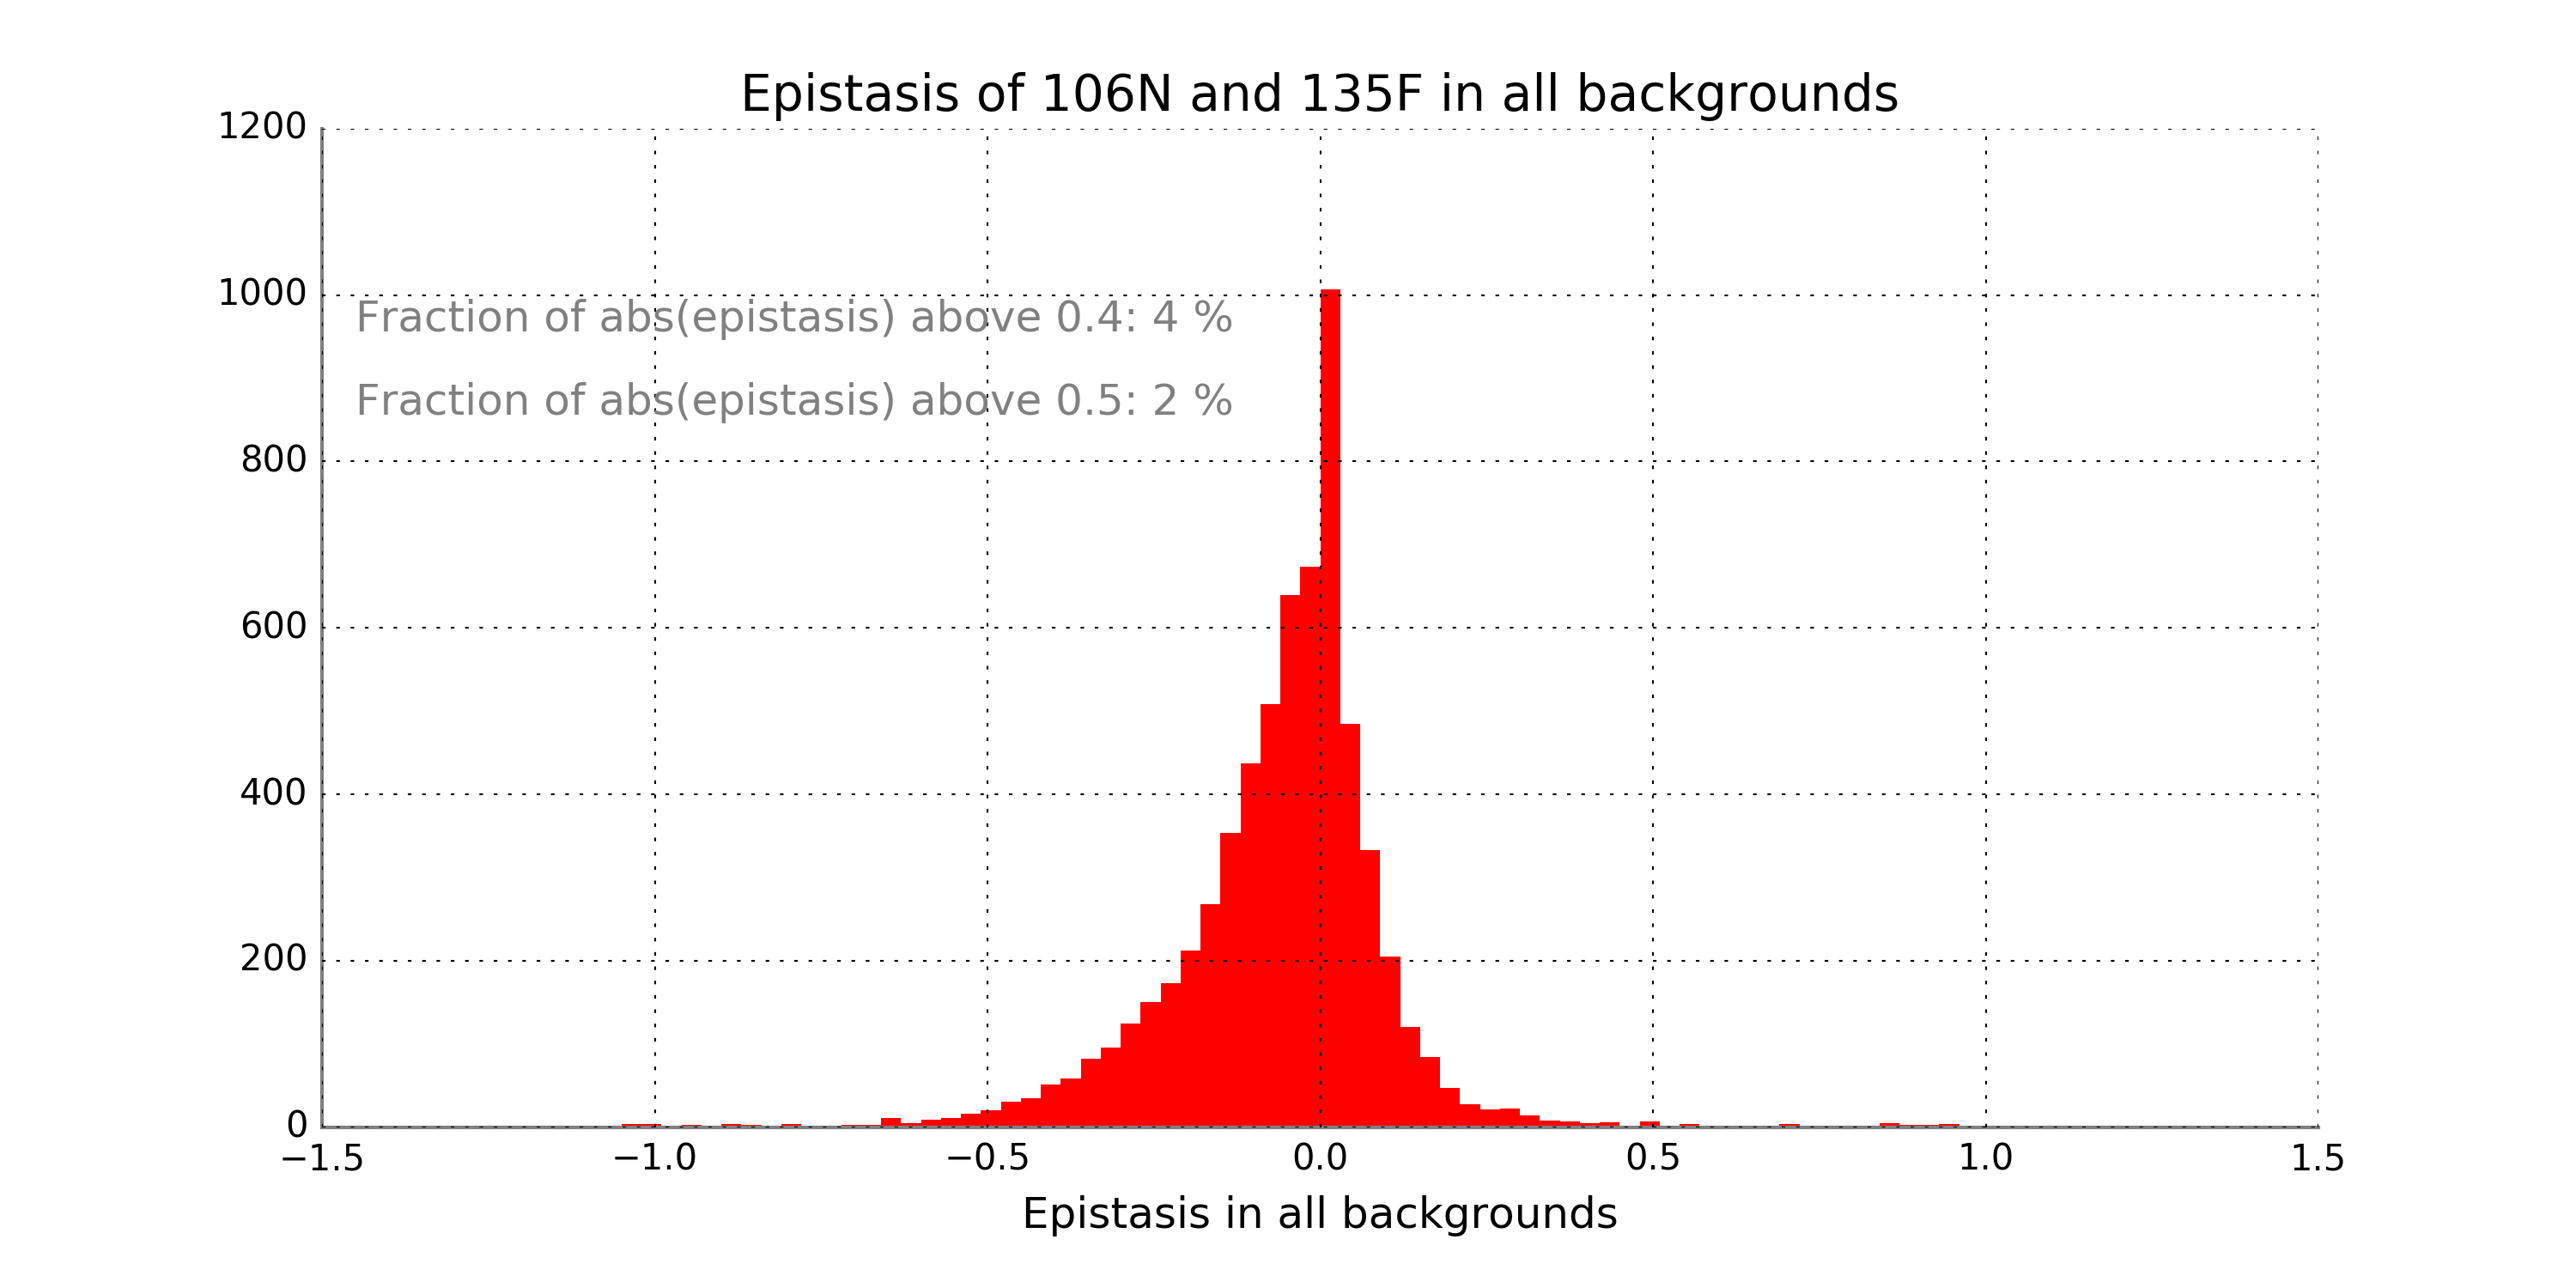 Epistasis of 106N and 135F in all backgrounds
1200
1000
Fraction of abs(epistasis) above 0.4: 4 %
Fraction of abs(epistasis) above 0.5: 2 %
800
600
400
200
0
−1.5 −1.0 −0.5 0.0 0.5 1.0 1.5
Epistasis in all backgrounds